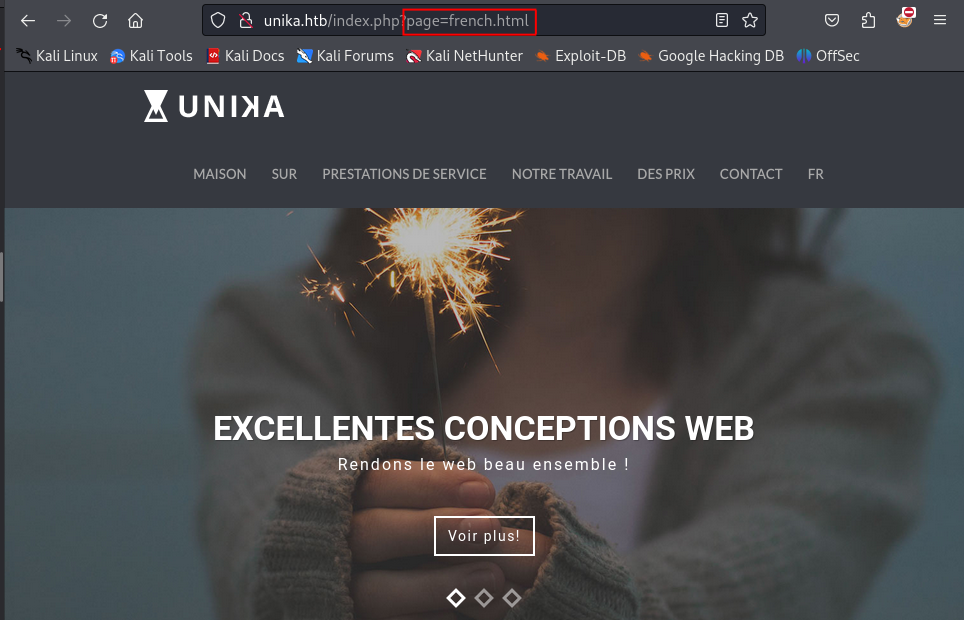 unika.htb/index.php?page=french.html
Kali Linux Kali Tools Kali Docs Kali Forums Kali NetHunter Exploit-DB Google Hacking DB OffSec
UNIKA
MAISON SUR PRESTATIONS DE SERVICE NOTRE TRAVAIL DES PRIX CONTACT FR
EXCELLENTES CONCEPTIONS WEB
Rendons le web beau ensemble !
Voir plus!